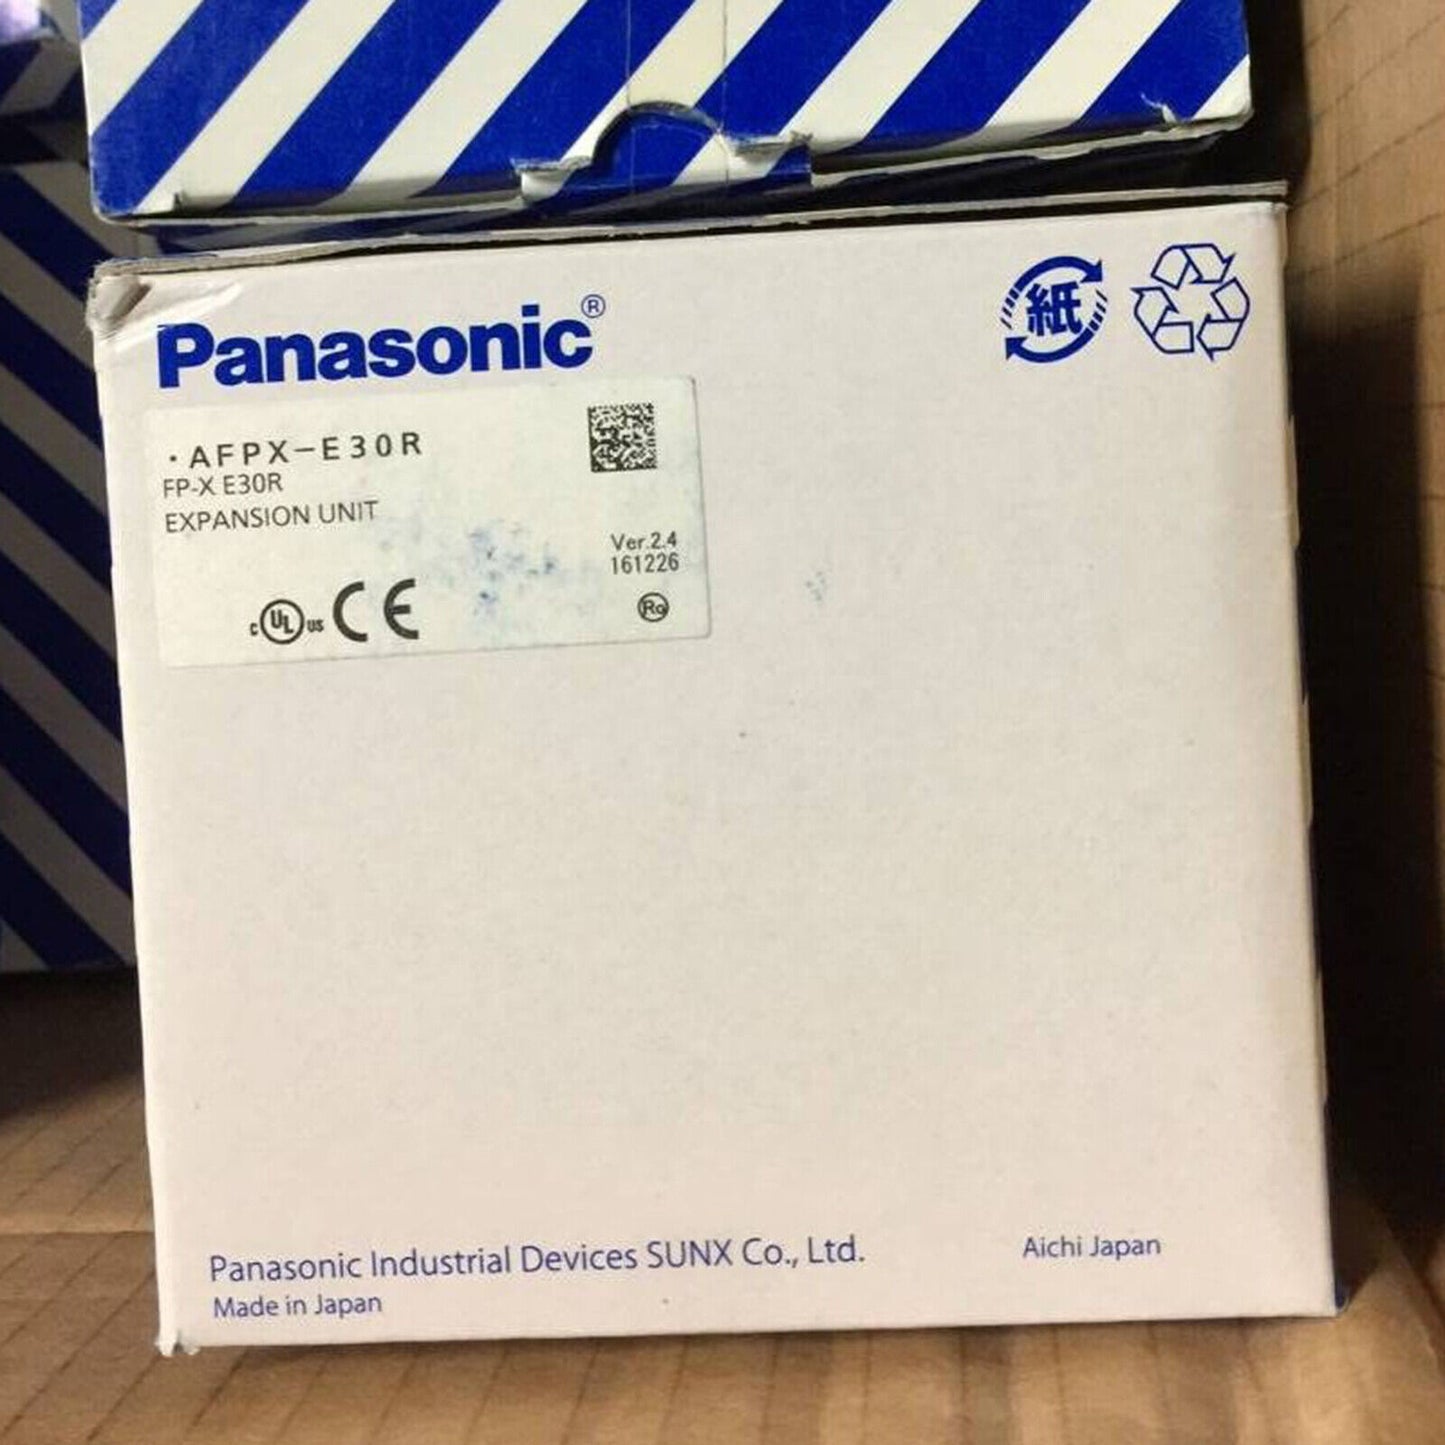 Panasonic®
紙
・AFPX-E30R
FP-X E30R
EXPANSION UNIT
Ver.2.4
161226
c UL us CE
Ro
Panasonic Industrial Devices SUNX Co., Ltd.
Aichi Japan
Made in Japan